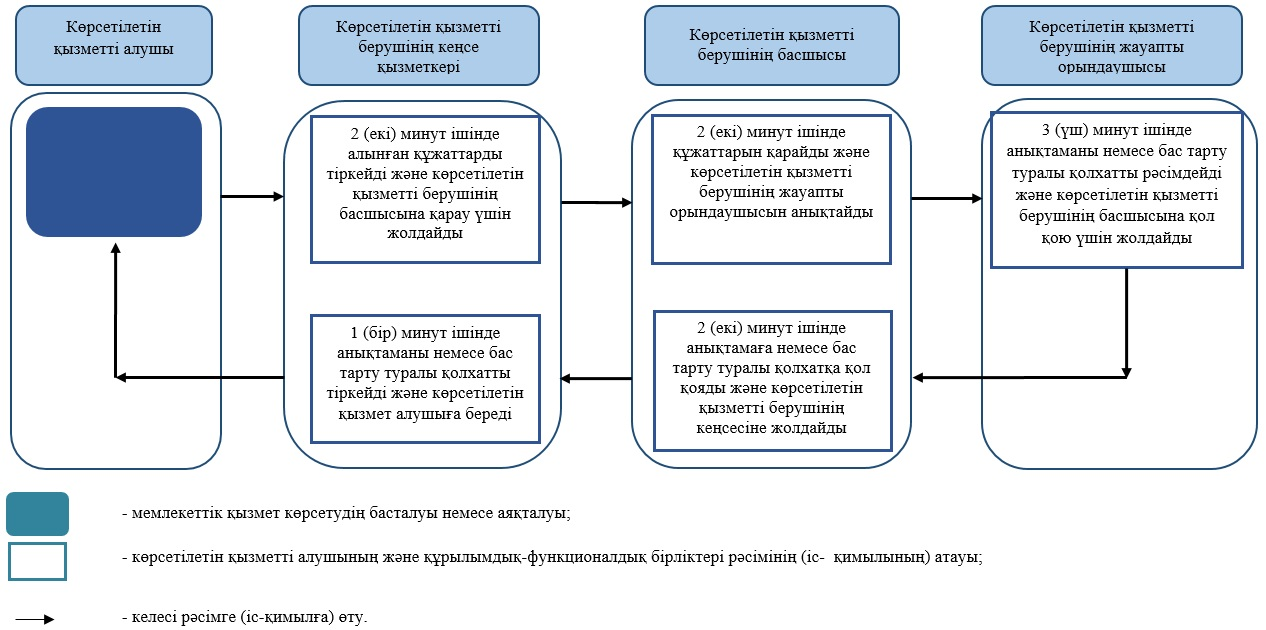 Көрсетілетін
қызметті алушы
Көрсетілетін қызметті
берушінің кеңсе
қызметкері
Көрсетілетін қызметті
берушінің басшысы
Көрсетілетін қызметті
берушінің жауапты
орындаушысы
2 (екі) минут ішінде
алынған құжаттарды
тіркейді және көрсетілетін
қызметті берушінің
басшысына қарау үшін
жолдайды
2 (екі) минут ішінде
құжаттарын қарайды және
көрсетілетін қызметті
берушінің жауапты
орындаушысын анықтайды
3 (үш) минут ішінде
анықтаманы немесе бас тарту
туралы қолхатты рәсімдейді
және көрсетілетін қызметті
берушінің басшысына қол
қою үшін жолдайды
1 (бір) минут ішінде
анықтаманы немесе бас
тарту туралы қолхатты
тіркейді және көрсетілетін
қызмет алушыға береді
2 (екі) минут ішінде
анықтамаға немесе бас
тарту туралы қолхатқа қол
қояды және көрсетілетін
қызметті берушінің
кеңсесіне жолдайды
- мемлекеттік қызмет көрсетудің басталуы немесе аяқталуы;
- көрсетілетін қызметті алушының және құрылымдық-функционалдық бірліктері рәсімінің (іс- қимылының) атауы;
- келесі рәсімге (іс-қимылға) өту.